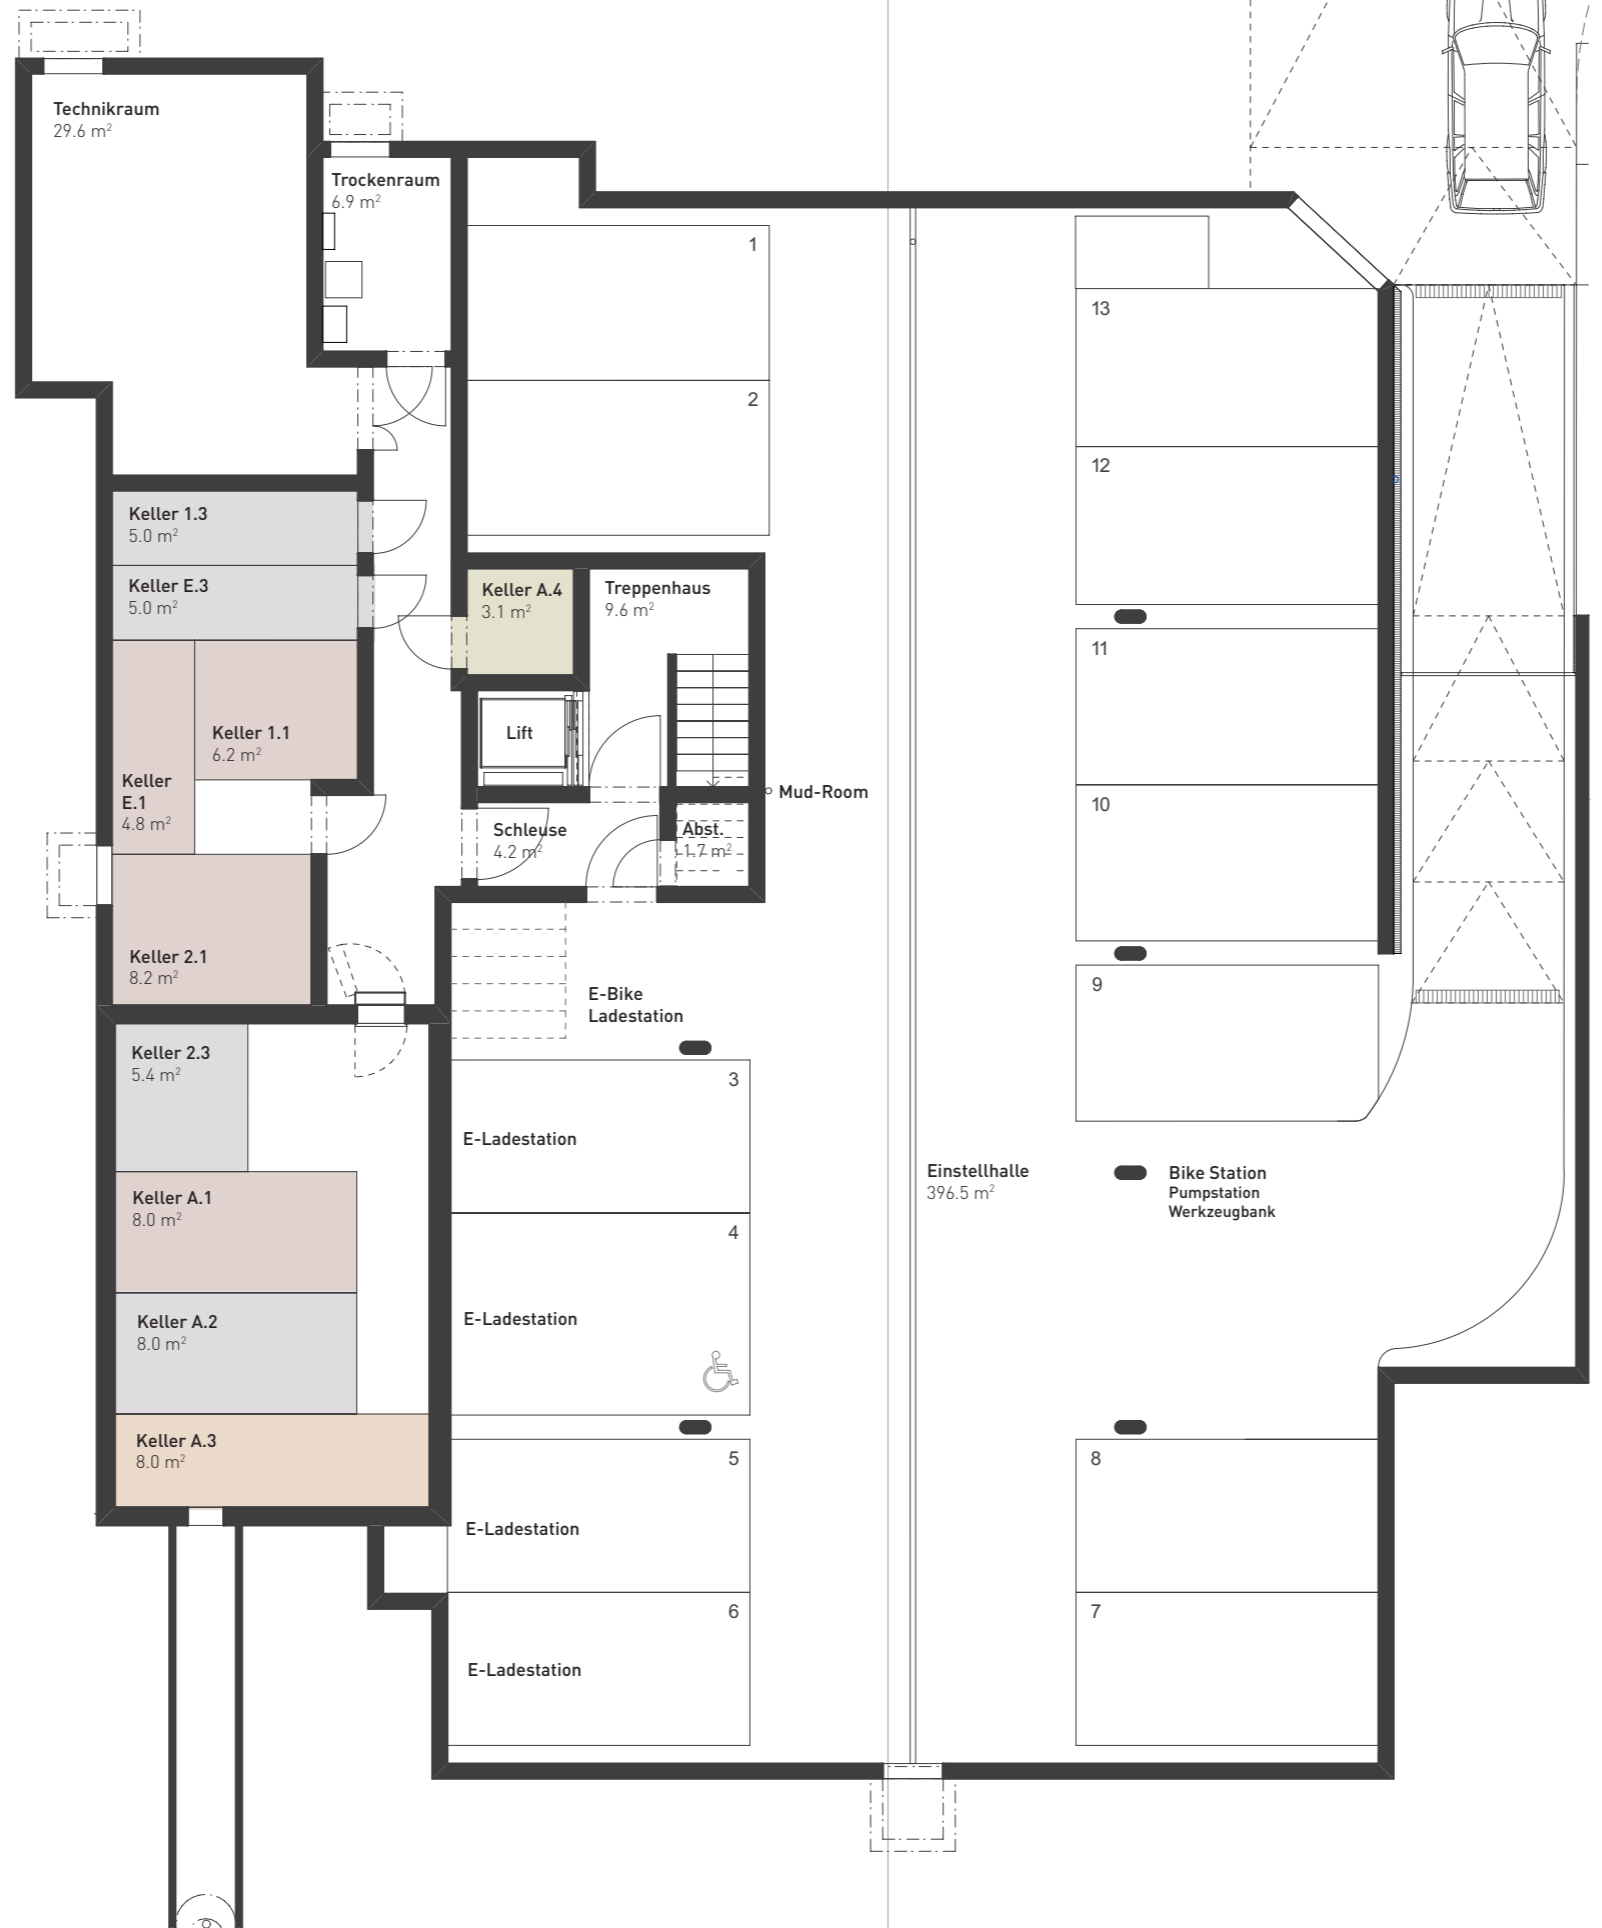 Technikraum
29.6 m²
Trockenraum
6.9 m²
1
2
13
12
11
10
9
Keller 1.3
5.0 m²
Keller E.3
5.0 m²
Keller A.4
3.1 m²
Treppenhaus
9.6 m²
Keller 1.1
6.2 m²
Keller
E.1
4.8 m²
Lift
Mud-Room
Schleuse
4.2 m²
Abst.
1.7 m²
Keller 2.1
8.2 m²
E-Bike
Ladestation
Keller 2.3
5.4 m²
3
E-Ladestation
Keller A.1
8.0 m²
Einstellhalle
396.5 m²
Bike Station
Pumpstation
Werkzeugbank
4
E-Ladestation
Keller A.2
8.0 m²
Keller A.3
8.0 m²
5
E-Ladestation
8
6
E-Ladestation
7